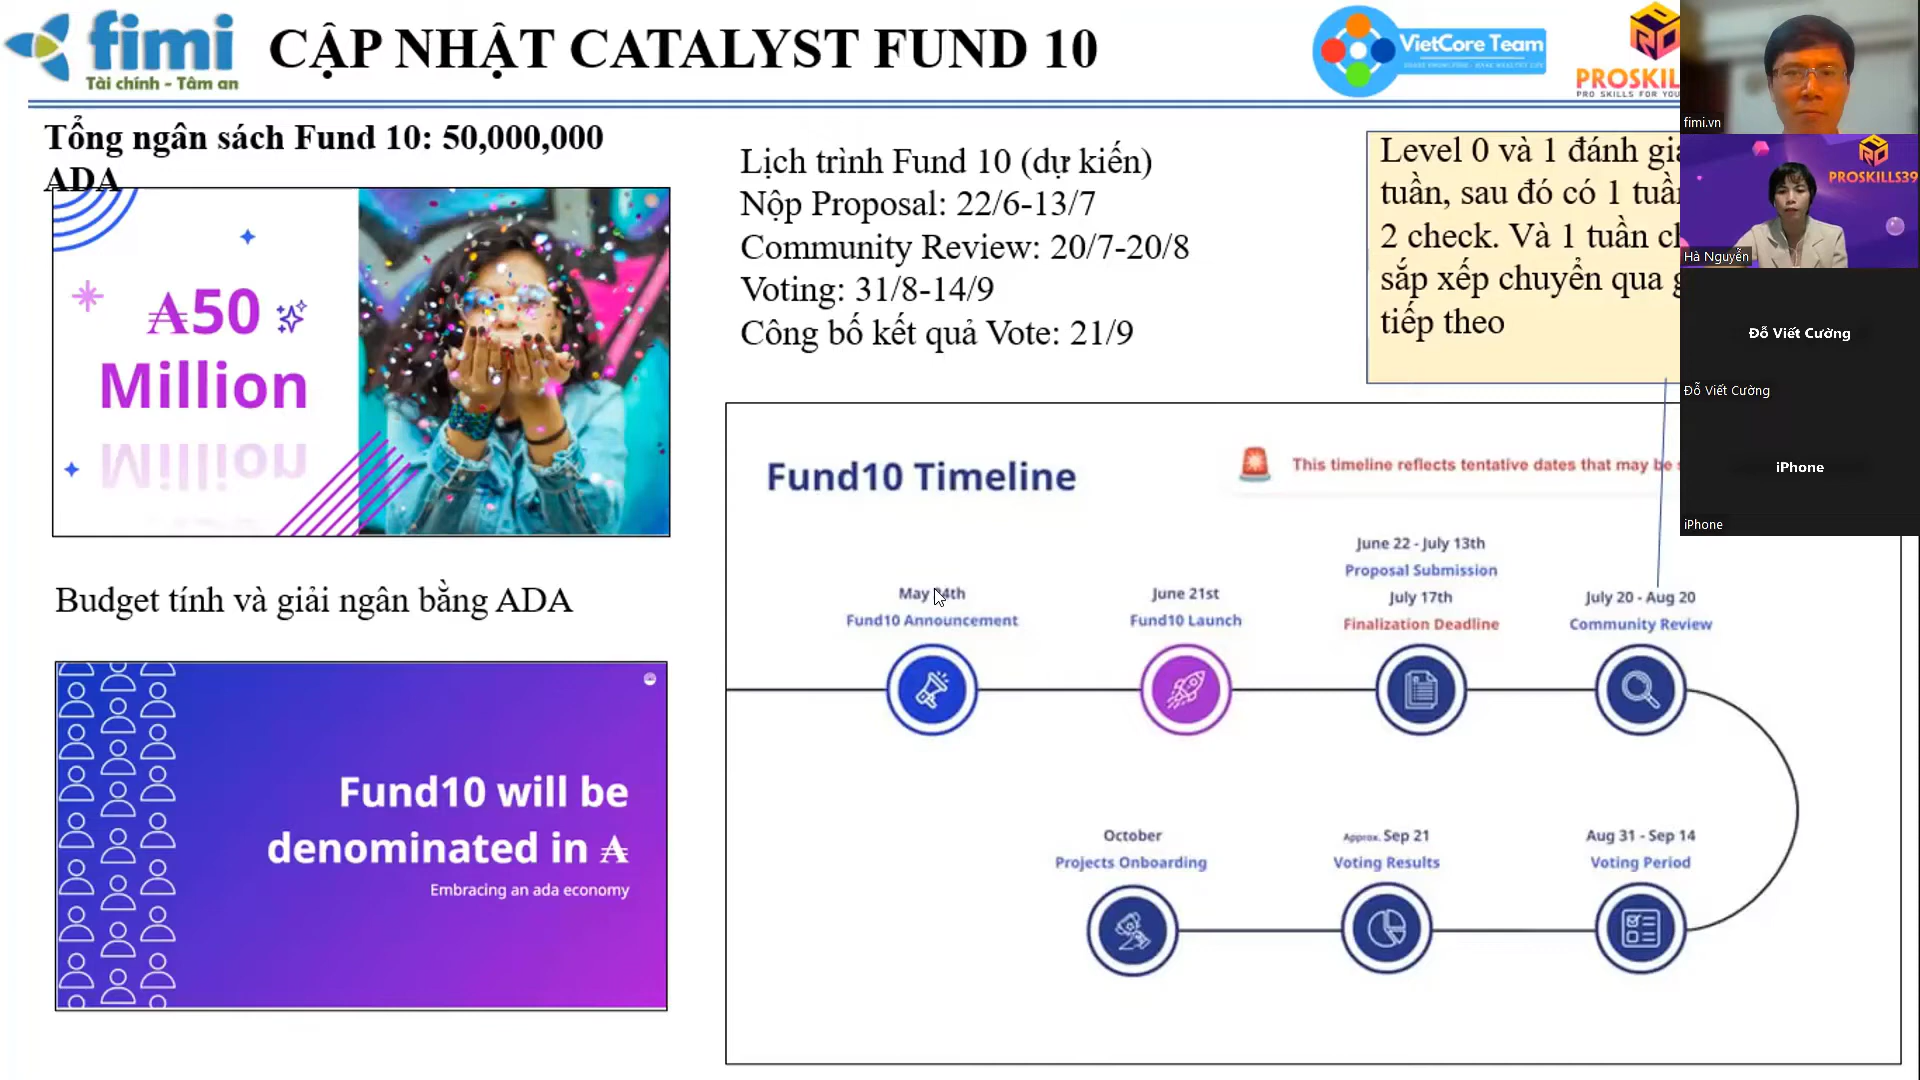 fimi
Tài chính - Tâm an
CẬP NHẬT CATALYST FUND 10
VietCore Team
PROSKIL
PRO SKILLS FOR YOU
fimi.vn
Tổng ngân sách Fund 10: 50,000,000
ADA
₳50
Million
Budget tính và giải ngân bằng ADA
Fund10 will be
denominated in ₳
Embracing an ada economy
Lịch trình Fund 10 (dự kiến)
Nộp Proposal: 22/6-13/7
Community Review: 20/7-20/8
Voting: 31/8-14/9
Công bố kết quả Vote: 21/9
Level 0 và 1 đánh
tuần, sau đó có 1
2 check. Và 1 tuần
sắp xếp chuyển qua
tiếp theo
PROSKILLS39
Hà Nguyễn
Đỗ Viết Cường
Đỗ Viết Cường
iPhone
iPhone
Fund10 Timeline
This timeline reflects tentative dates that may be
May 24th
Fund10 Announcement
June 21st
Fund10 Launch
June 22 - July 13th
Proposal Submission
July 17th
Finalization Deadline
July 20 - Aug 20
Community Review
October
Projects Onboarding
Approx. Sep 21
Voting Results
Aug 31 - Sep 14
Voting Period